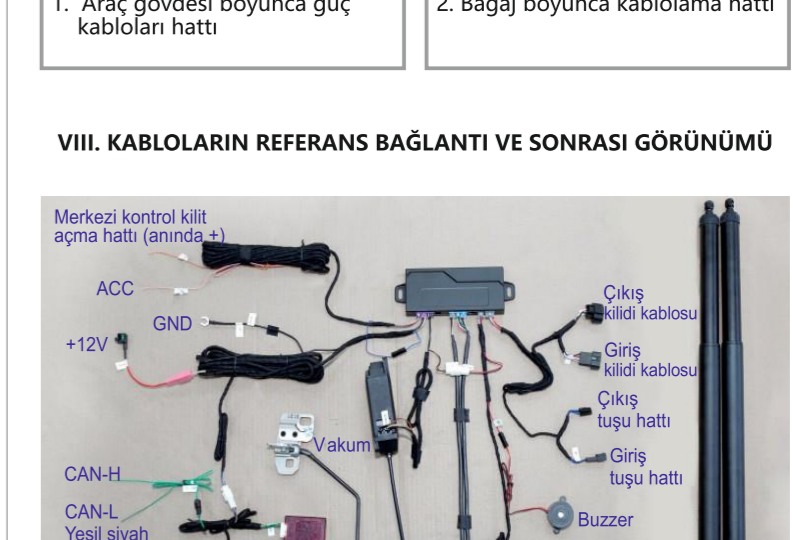 1. Araç gövdesi boyunca güç
kabloları hattı
2. Bagaj boyunca kablolama hattı
VIII. KABLOLARIN REFERANS BAĞLANTI VE SONRASI GÖRÜNÜMÜ
Merkezi kontrol kilit
açma hattı (anında +)
ACC
GND
+12V
Çıkış
kilidi kablosu
Giriş
kilidi kablosu
Çıkış
tuşu hattı
Vakum
Giriş
tuşu hattı
CAN-H
CAN-L
Yeşil siyah
Buzzer